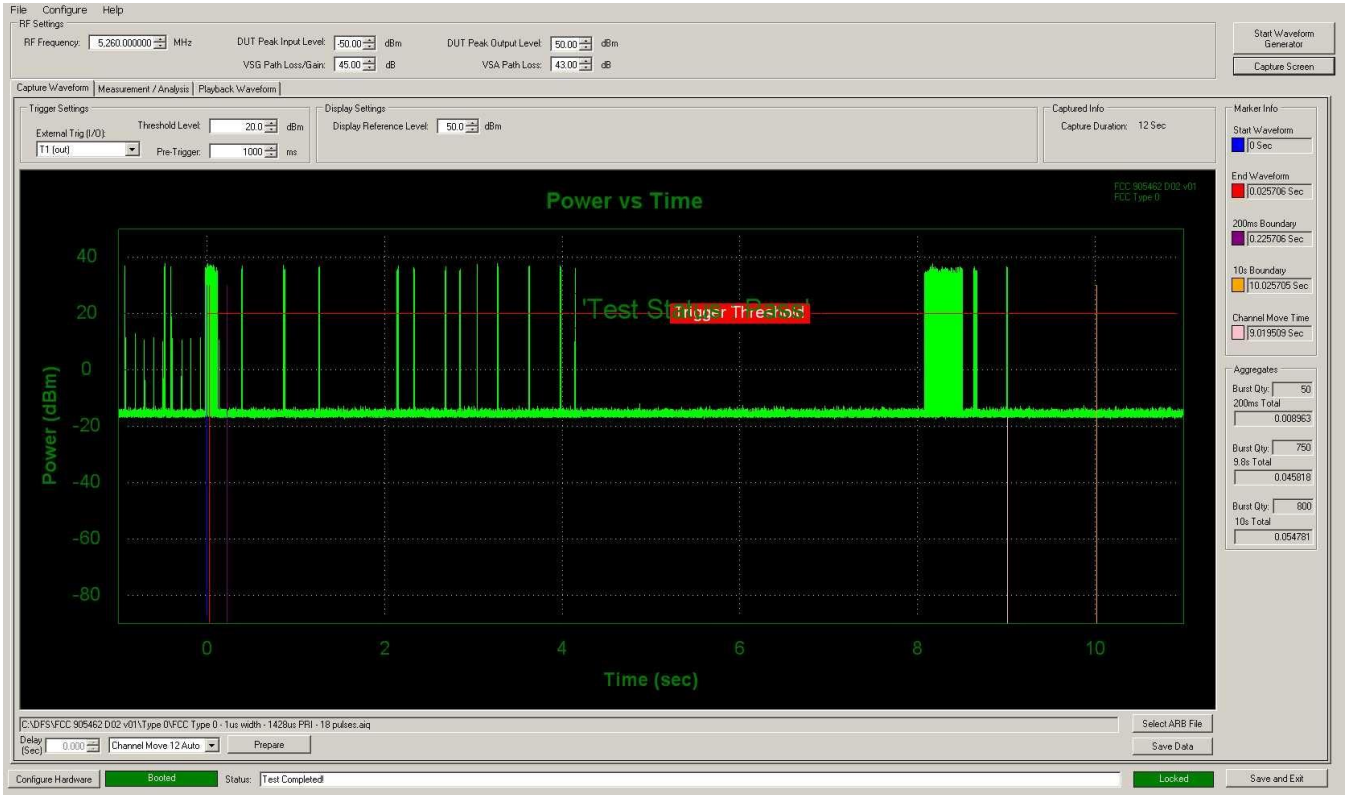 File Configure Help
RF Settings
RF Frequency: 5,260.000000 MHz DUT Peak Input Level: -50.00 dBm DUT Peak Output Level: 50.00 dBm
VSG Path Loss/Gain: 45.00 dB VSA Path Loss: 43.00 dB
Start Waveform
Generator
Capture Screen
Capture Waveform Measurement / Analysis Playback Waveform
Trigger Settings
External Trig (I/O):
T1 (out)
Threshold Level: 20.0 dBm
Pre-Trigger: 1000 ms
Display Settings
Display Reference Level: 50.0 dBm
Captured Info
Capture Duration: 12 Sec
Marker Info
Start Waveform
0 Sec
End Waveform
0.025706 Sec
200ms Boundary
0.225706 Sec
10s Boundary
10.025705 Sec
Channel Move Time
9.019509 Sec
Aggregates
Burst Qty: 50
200ms Total
0.008963
Burst Qty: 750
9.8s Total
0.045818
Burst Qty: 800
10s Total
0.054781
Power vs Time
FCC 905462 D02 v01
FCC Type 0
'Test
Trigger Threshold
Power (dBm)
40
20
0
-20
-40
-60
-80
0 2 4 6 8 10
Time (sec)
C:\DFS\FCC 905462 D02 v01\Type 0\FCC Type 0 - 1us width - 1428us PRI - 18 pulses.aiq
Select ARB File
Delay
(Sec) 0.000 Channel Move 12 Auto Prepare
Save Data
Configure Hardware Booted Status: Test Completed! Locked Save and Exit